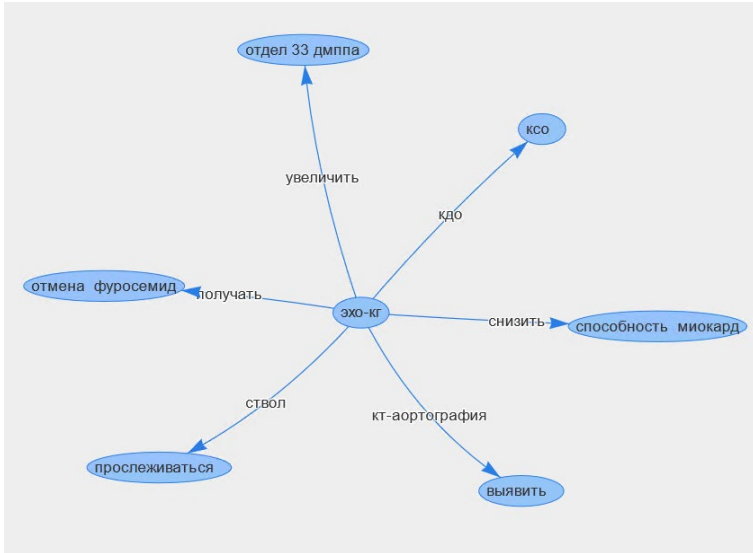 отдел 33 дмппа
ксо
увеличить
кдо
отмена фуросемид
получать
эхо-кг
снизить
способность миокард
ствол
кт-аортография
прослеживаться
выявить